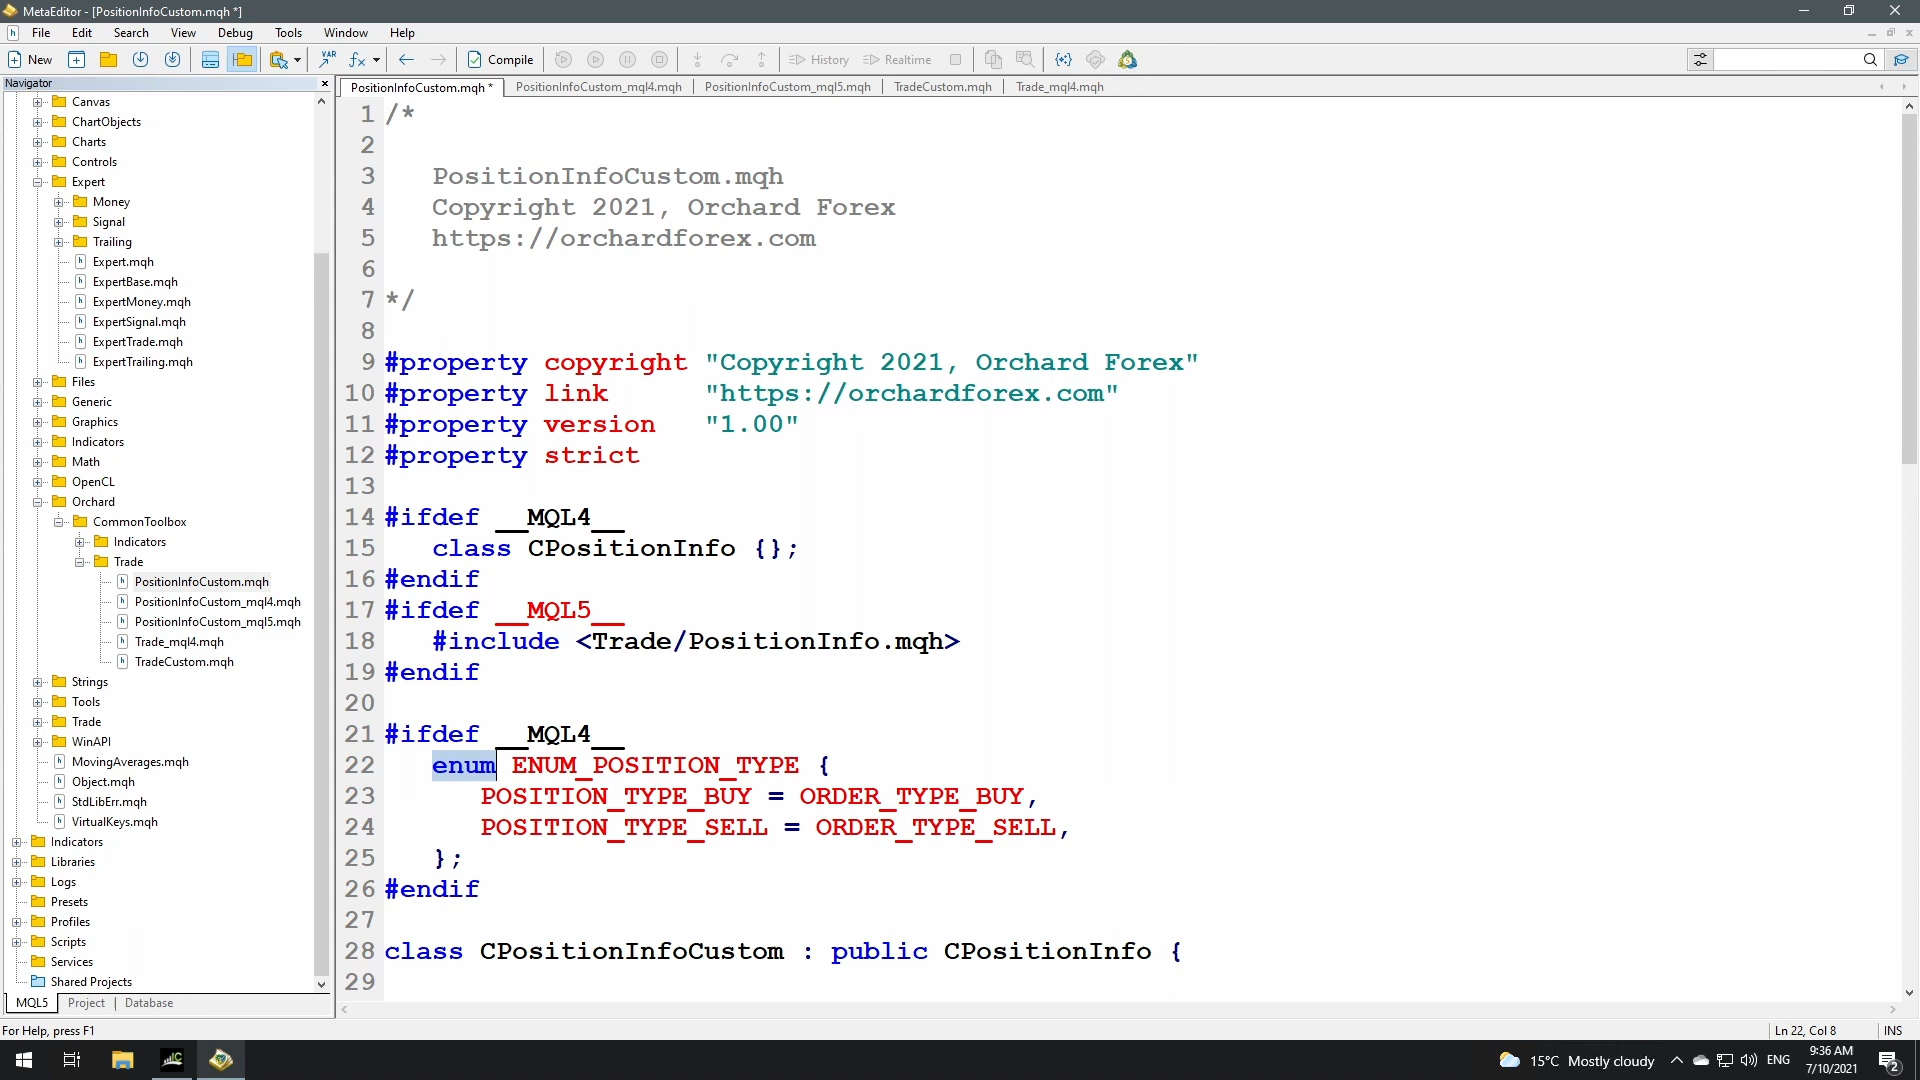 MetaEditor - [PositionInfoCustom.mqh *]
File Edit Search View Debug Tools Window Help
New VAR fx Compile History Realtime
Navigator
PositionInfoCustom.mqh * PositionInfoCustom_mql4.mqh PositionInfoCustom_mql5.mqh TradeCustom.mqh Trade_mql4.mqh
Canvas
ChartObjects
Charts
Controls
Expert
Money
Signal
Trailing
Expert.mqh
ExpertBase.mqh
ExpertMoney.mqh
ExpertSignal.mqh
ExpertTrade.mqh
ExpertTrailing.mqh
Files
Generic
Graphics
Indicators
Math
OpenCL
Orchard
CommonToolbox
Indicators
Trade
PositionInfoCustom.mqh
PositionInfoCustom_mql4.mqh
PositionInfoCustom_mql5.mqh
Trade_mql4.mqh
TradeCustom.mqh
Strings
Tools
Trade
WinAPI
MovingAverages.mqh
Object.mqh
StdLibErr.mqh
VirtualKeys.mqh
Indicators
Libraries
Logs
Presets
Profiles
Scripts
Services
Shared Projects
MQL5 Project Database
1 /*
2
3 PositionInfoCustom.mqh
4 Copyright 2021, Orchard Forex
5 https://orchardforex.com
6
7 */
8
9 #property copyright "Copyright 2021, Orchard Forex"
10 #property link "https://orchardforex.com"
11 #property version "1.00"
12 #property strict
13
14 #ifdef __MQL4__
15 class CPositionInfo {};
16 #endif
17 #ifdef __MQL5__
18 #include <Trade/PositionInfo.mqh>
19 #endif
20
21 #ifdef __MQL4__
22 enum ENUM_POSITION_TYPE {
23 POSITION_TYPE_BUY = ORDER_TYPE_BUY,
24 POSITION_TYPE_SELL = ORDER_TYPE_SELL,
25 };
26 #endif
27
28 class CPositionInfoCustom : public CPositionInfo {
29
For Help, press F1 Ln 22, Col 8 INS
15°C Mostly cloudy ENG 9:36 AM
7/10/2021 2